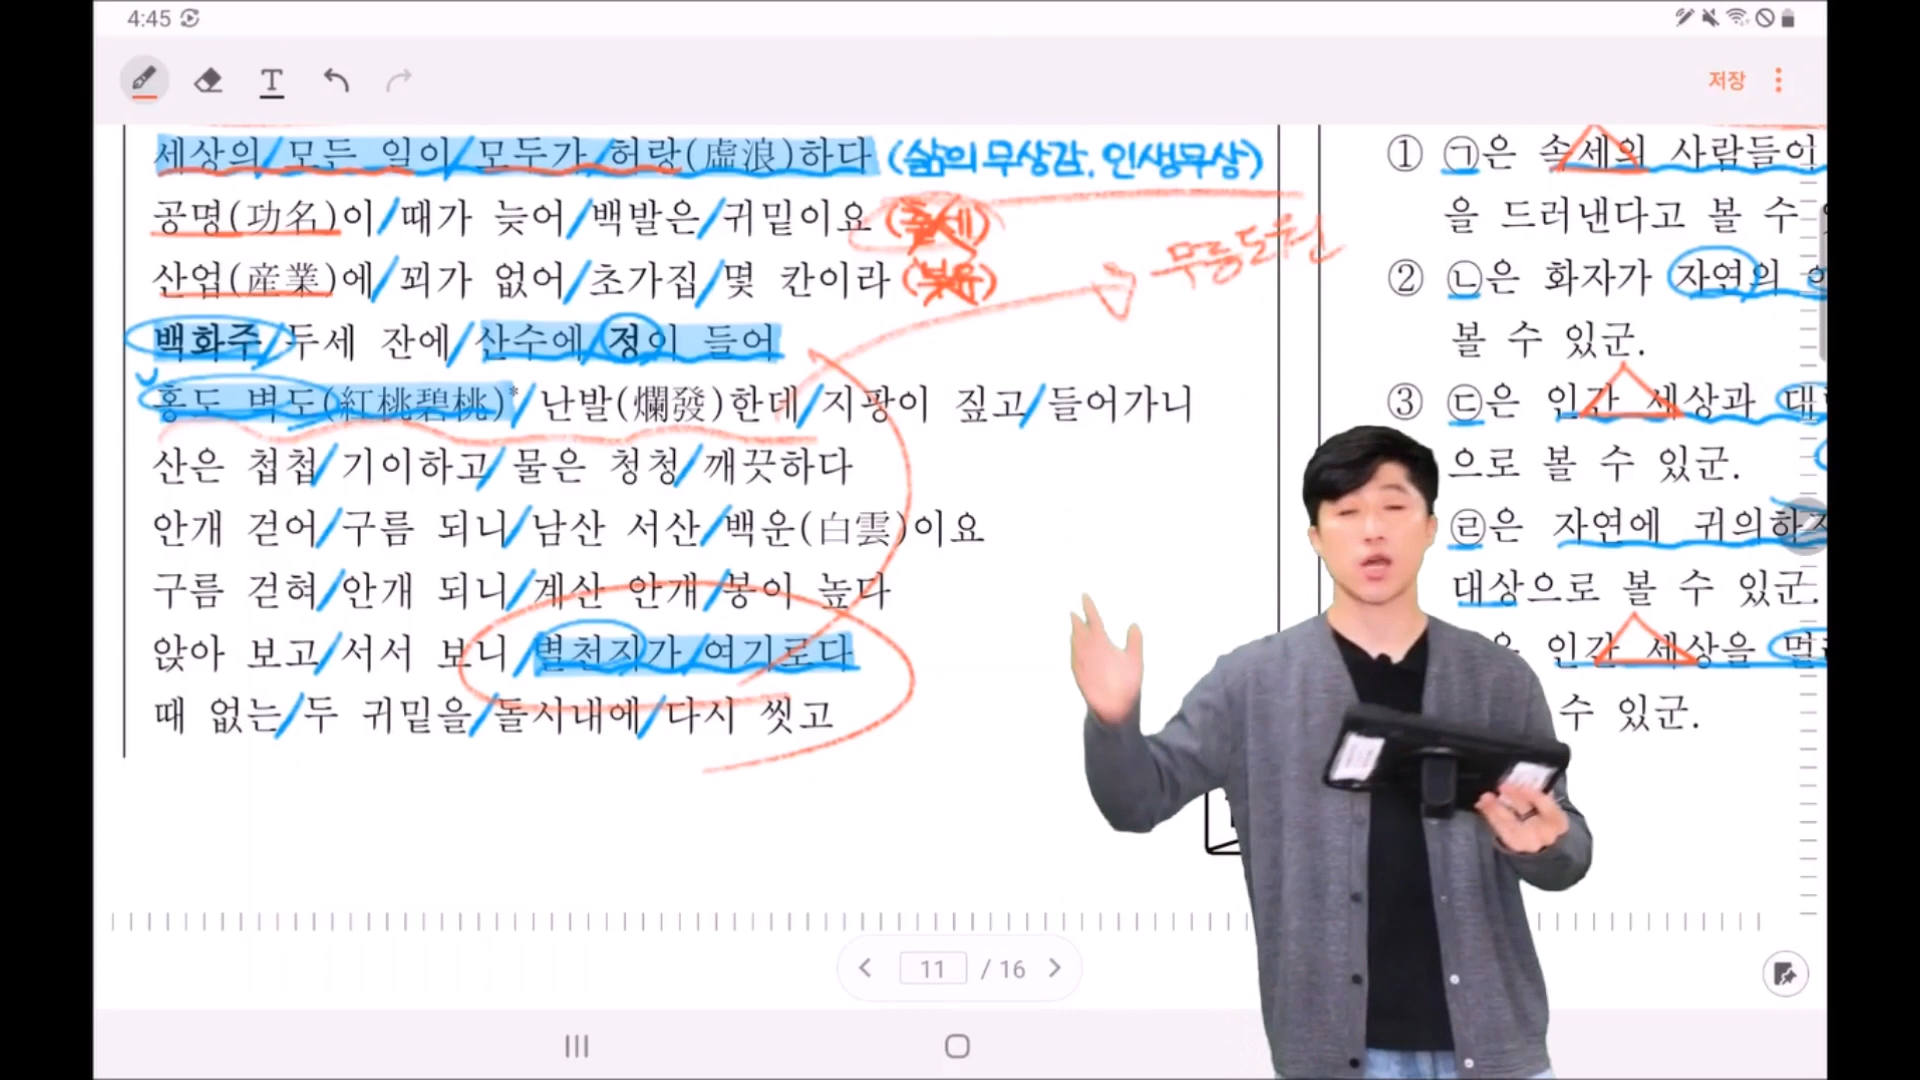 4:45
T
저장
세상의/모든 일이/모두가/허랑(虛浪)하다 (삶의 무상감, 인생무상)
공명(功名)이/때가 늦어/백발은/귀밑이요 (출세)
산업(産業)에/꾀가 없어/초가집/몇 칸이라
무릉도원
백화주/두세 잔에/산수에/정이 들어
홍도 벽도(紅桃碧桃)*/난발(爛發)한데/지팡이 짚고/들어가니
산은 첩첩/기이하고/물은 청청/깨끗하다
안개 걷어/구름 되니/남산 서산/백운(白雲)이요
구름 걷혀/안개 되니/계산 안개/봉이 높다
앉아 보고/서서 보니/별천지가/여기로다
때 없는/두 귀밑을/돌시내에/다시 씻고
① ㉠은 속세의 사람들이
을 드러낸다고 볼 수
② ㉡은 화자가 자연의
볼 수 있군.
③ ㉢은 인간 세상과
으로 볼 수 있군.
㉣은 자연에 귀의하
대상으로 볼 수 있군.
은 인간 세상을 멀
수 있군.
11 / 16